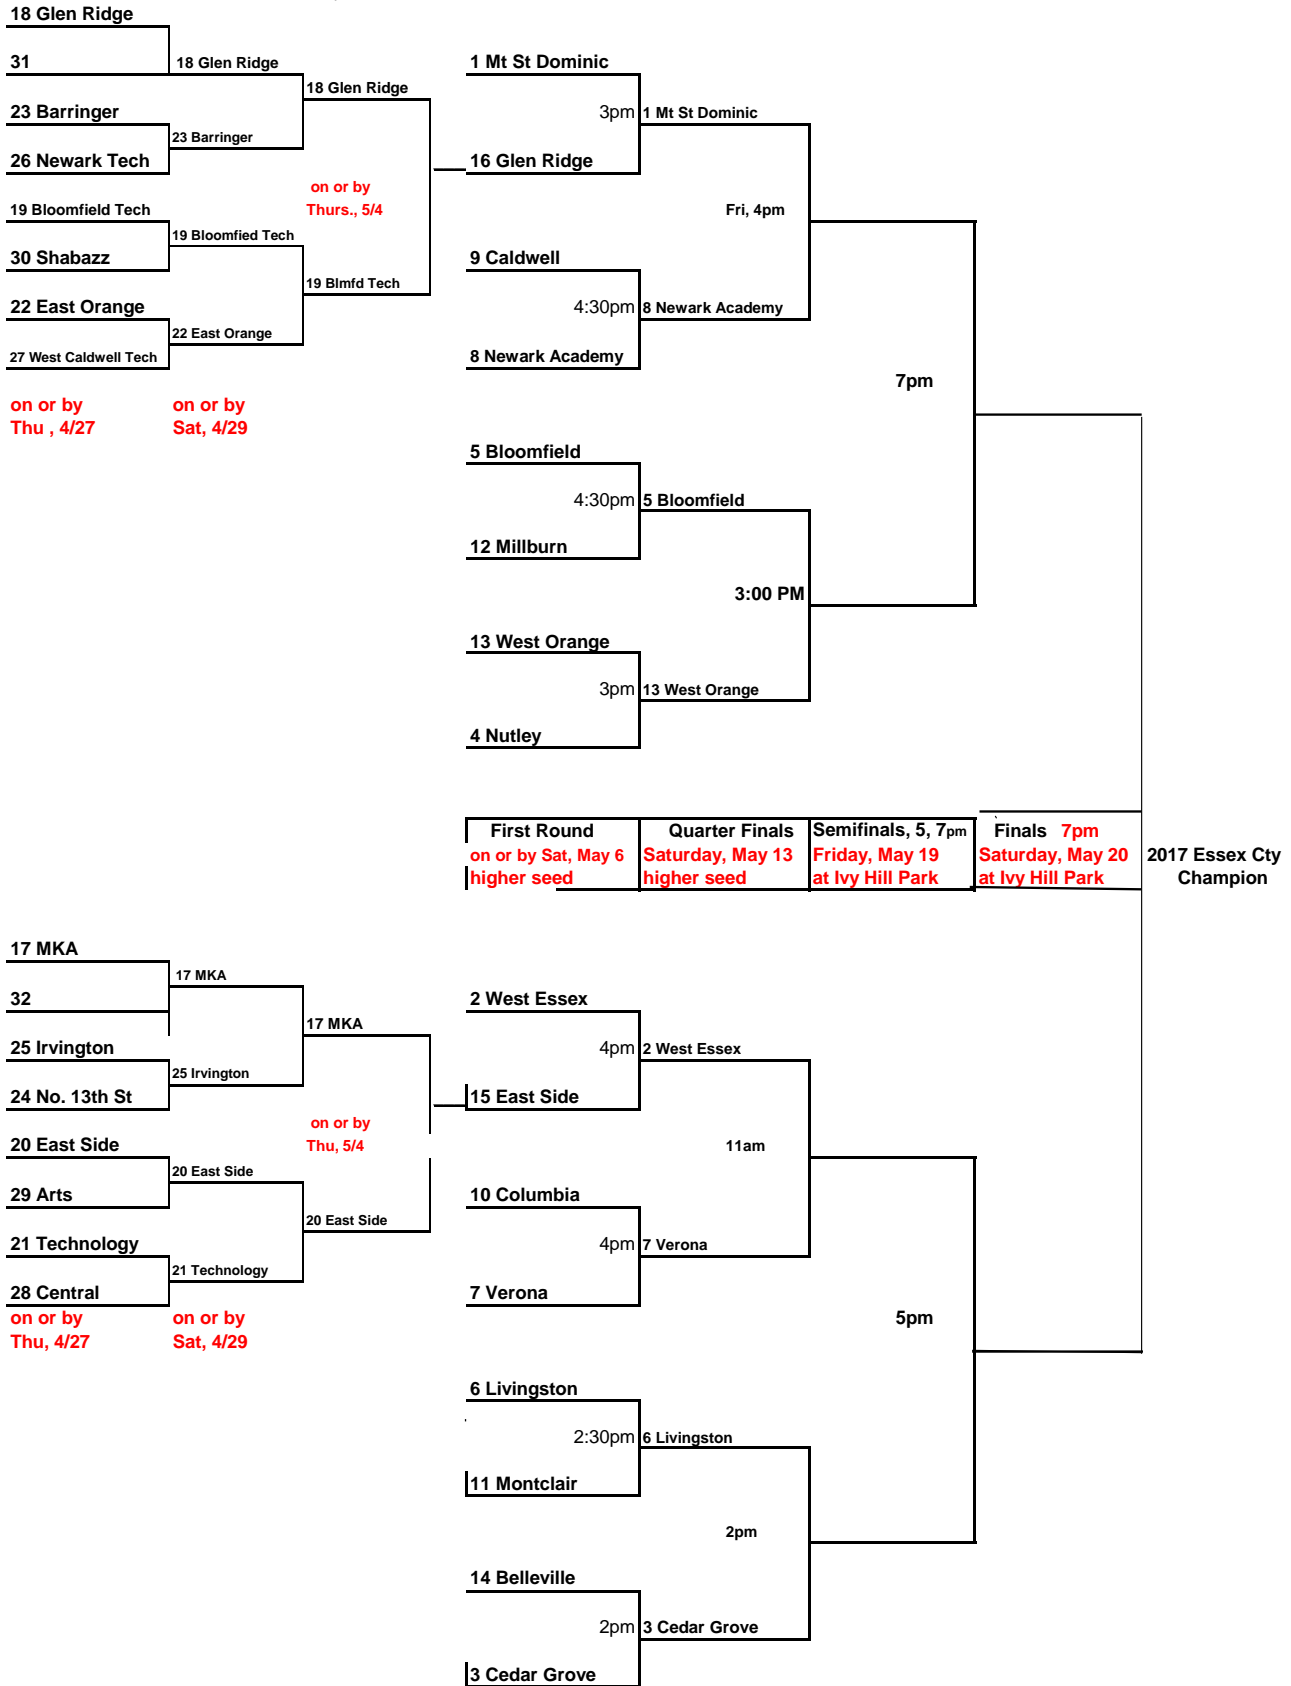 18 Glen Ridge
31
18 Glen Ridge
1 Mt St Dominic
18 Glen Ridge
23 Barringer
3pm
1 Mt St Dominic
23 Barringer
26 Newark Tech
16 Glen Ridge
on or by
Thurs., 5/4
19 Bloomfield Tech
Fri, 4pm
19 Bloomfied Tech
30 Shabazz
9 Caldwell
19 Blmfd Tech
22 East Orange
4:30pm
8 Newark Academy
22 East Orange
27 West Caldwell Tech
8 Newark Academy
7pm
on or by
Thu , 4/27
on or by
Sat, 4/29
5 Bloomfield
4:30pm
5 Bloomfield
12 Millburn
3:00 PM
13 West Orange
3pm
13 West Orange
4 Nutley
First Round
on or by Sat, May 6
higher seed
Quarter Finals
Saturday, May 13
higher seed
Semifinals, 5, 7pm
Friday, May 19
at Ivy Hill Park
Finals 7pm
Saturday, May 20
at Ivy Hill Park
2017 Essex Cty
Champion
17 MKA
17 MKA
32
2 West Essex
17 MKA
25 Irvington
4pm
2 West Essex
25 Irvington
24 No. 13th St
15 East Side
on or by
Thu, 5/4
20 East Side
11am
20 East Side
29 Arts
10 Columbia
20 East Side
21 Technology
4pm
7 Verona
21 Technology
28 Central
7 Verona
on or by
Thu, 4/27
on or by
Sat, 4/29
5pm
6 Livingston
2:30pm
6 Livingston
11 Montclair
2pm
14 Belleville
2pm
3 Cedar Grove
3 Cedar Grove